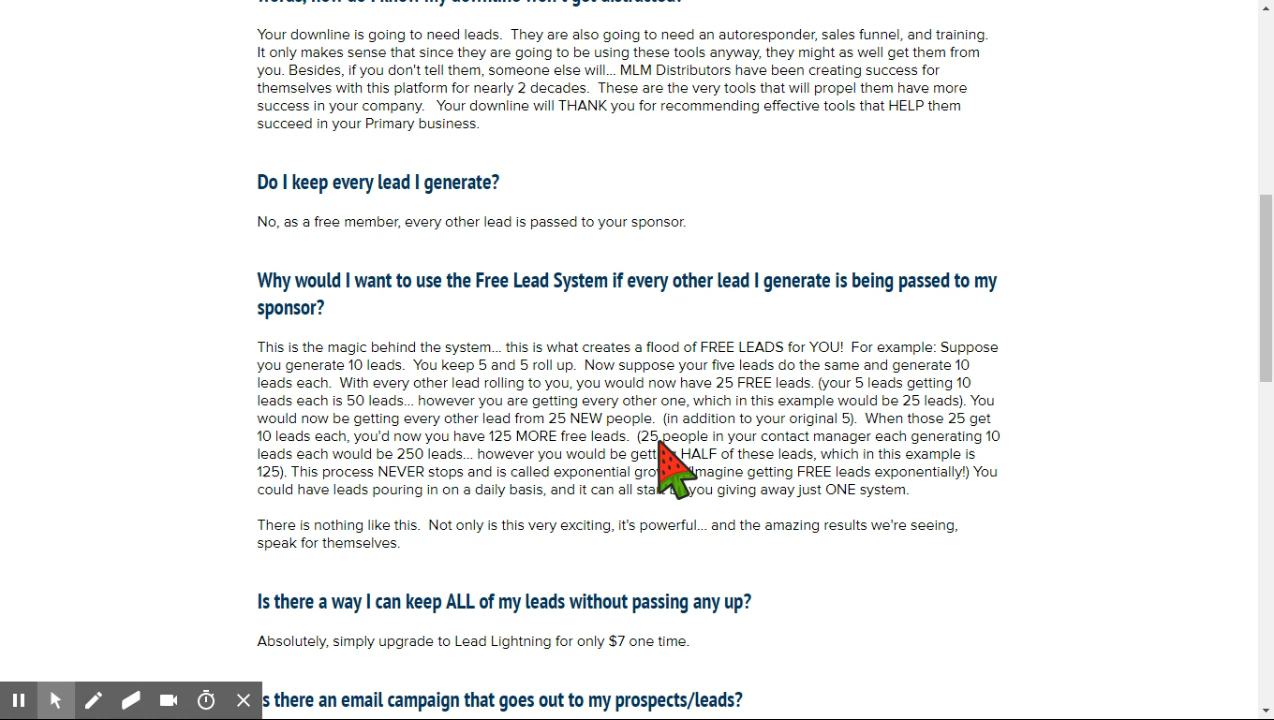 Your downline is going to need leads.  They are also going to need an autoresponder, sales funnel, and training.
It only makes sense that since they are going to be using these tools anyway, they might as well get them from
you. Besides, if you don't tell them, someone else will... MLM Distributors have been creating success for
themselves with this platform for nearly 2 decades.  These are the very tools that will propel them have more
success in your company.   Your downline will THANK you for recommending effective tools that HELP them
succeed in your Primary business.
Do I keep every lead I generate?
No, as a free member, every other lead is passed to your sponsor.
Why would I want to use the Free Lead System if every other lead I generate is being passed to my
sponsor?
This is the magic behind the system... this is what creates a flood of FREE LEADS for YOU!  For example: Suppose
you generate 10 leads.  You keep 5 and 5 roll up.  Now suppose your five leads do the same and generate 10
leads each.  With every other lead rolling to you, you would now have 25 FREE leads. (your 5 leads getting 10
leads each is 50 leads... however you are getting every other one, which in this example would be 25 leads). You
would now be getting every other lead from 25 NEW people.  (in addition to your original 5).  When those 25 get
10 leads each, you'd now you have 125 MORE free leads.  (25 people in your contact manager each generating 10
leads each would be 250 leads... however you would be HALF of these leads, which in this example is
125). This process NEVER stops and is called exponential (Imagine getting FREE leads exponentially!) You
could have leads pouring in on a daily basis, and it can all you giving away just ONE system.
There is nothing like this.  Not only is this very exciting, it's powerful... and the amazing results we're seeing,
speak for themselves.
Is there a way I can keep ALL of my leads without passing any up?
Absolutely, simply upgrade to Lead Lightning for only $7 one time.
s there an email campaign that goes out to my prospects/leads?